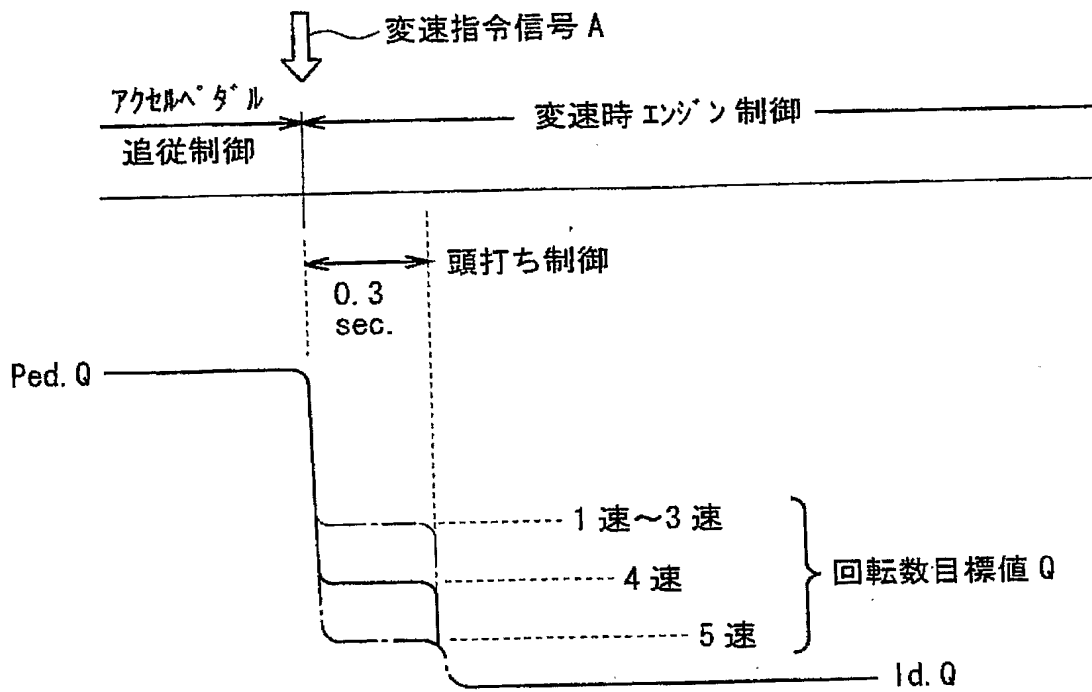 変速指令信号A
アクセルペダル
変速時エンジン制御
追従制御
頭打ち制御
0.3
sec.
Ped.Q
1速～3速
4速
回転数目標値Q
5速
Id.Q